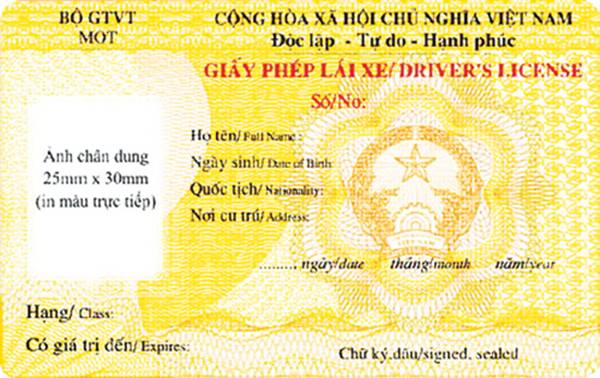 BỘ GTVT
MOT
CỘNG HÒA XÃ HỘI CHỦ NGHĨA VIỆT NAM
Độc lập - Tự do - Hạnh phúc
GIẤY PHÉP LÁI XE/ DRIVER'S LICENSE
Số/No:
Ảnh chân dung
25mm x 30mm
(in màu trực tiếp)
Họ tên/ Full Name :
Ngày sinh/ Date of Birth:
Quốc tịch/ Nationality:
Nơi cư trú/ Address:
........, ngày/date tháng/month năm/year
Hạng/ Class:
Có giá trị đến/ Expires:
Chữ ký,dấu/signed, sealed